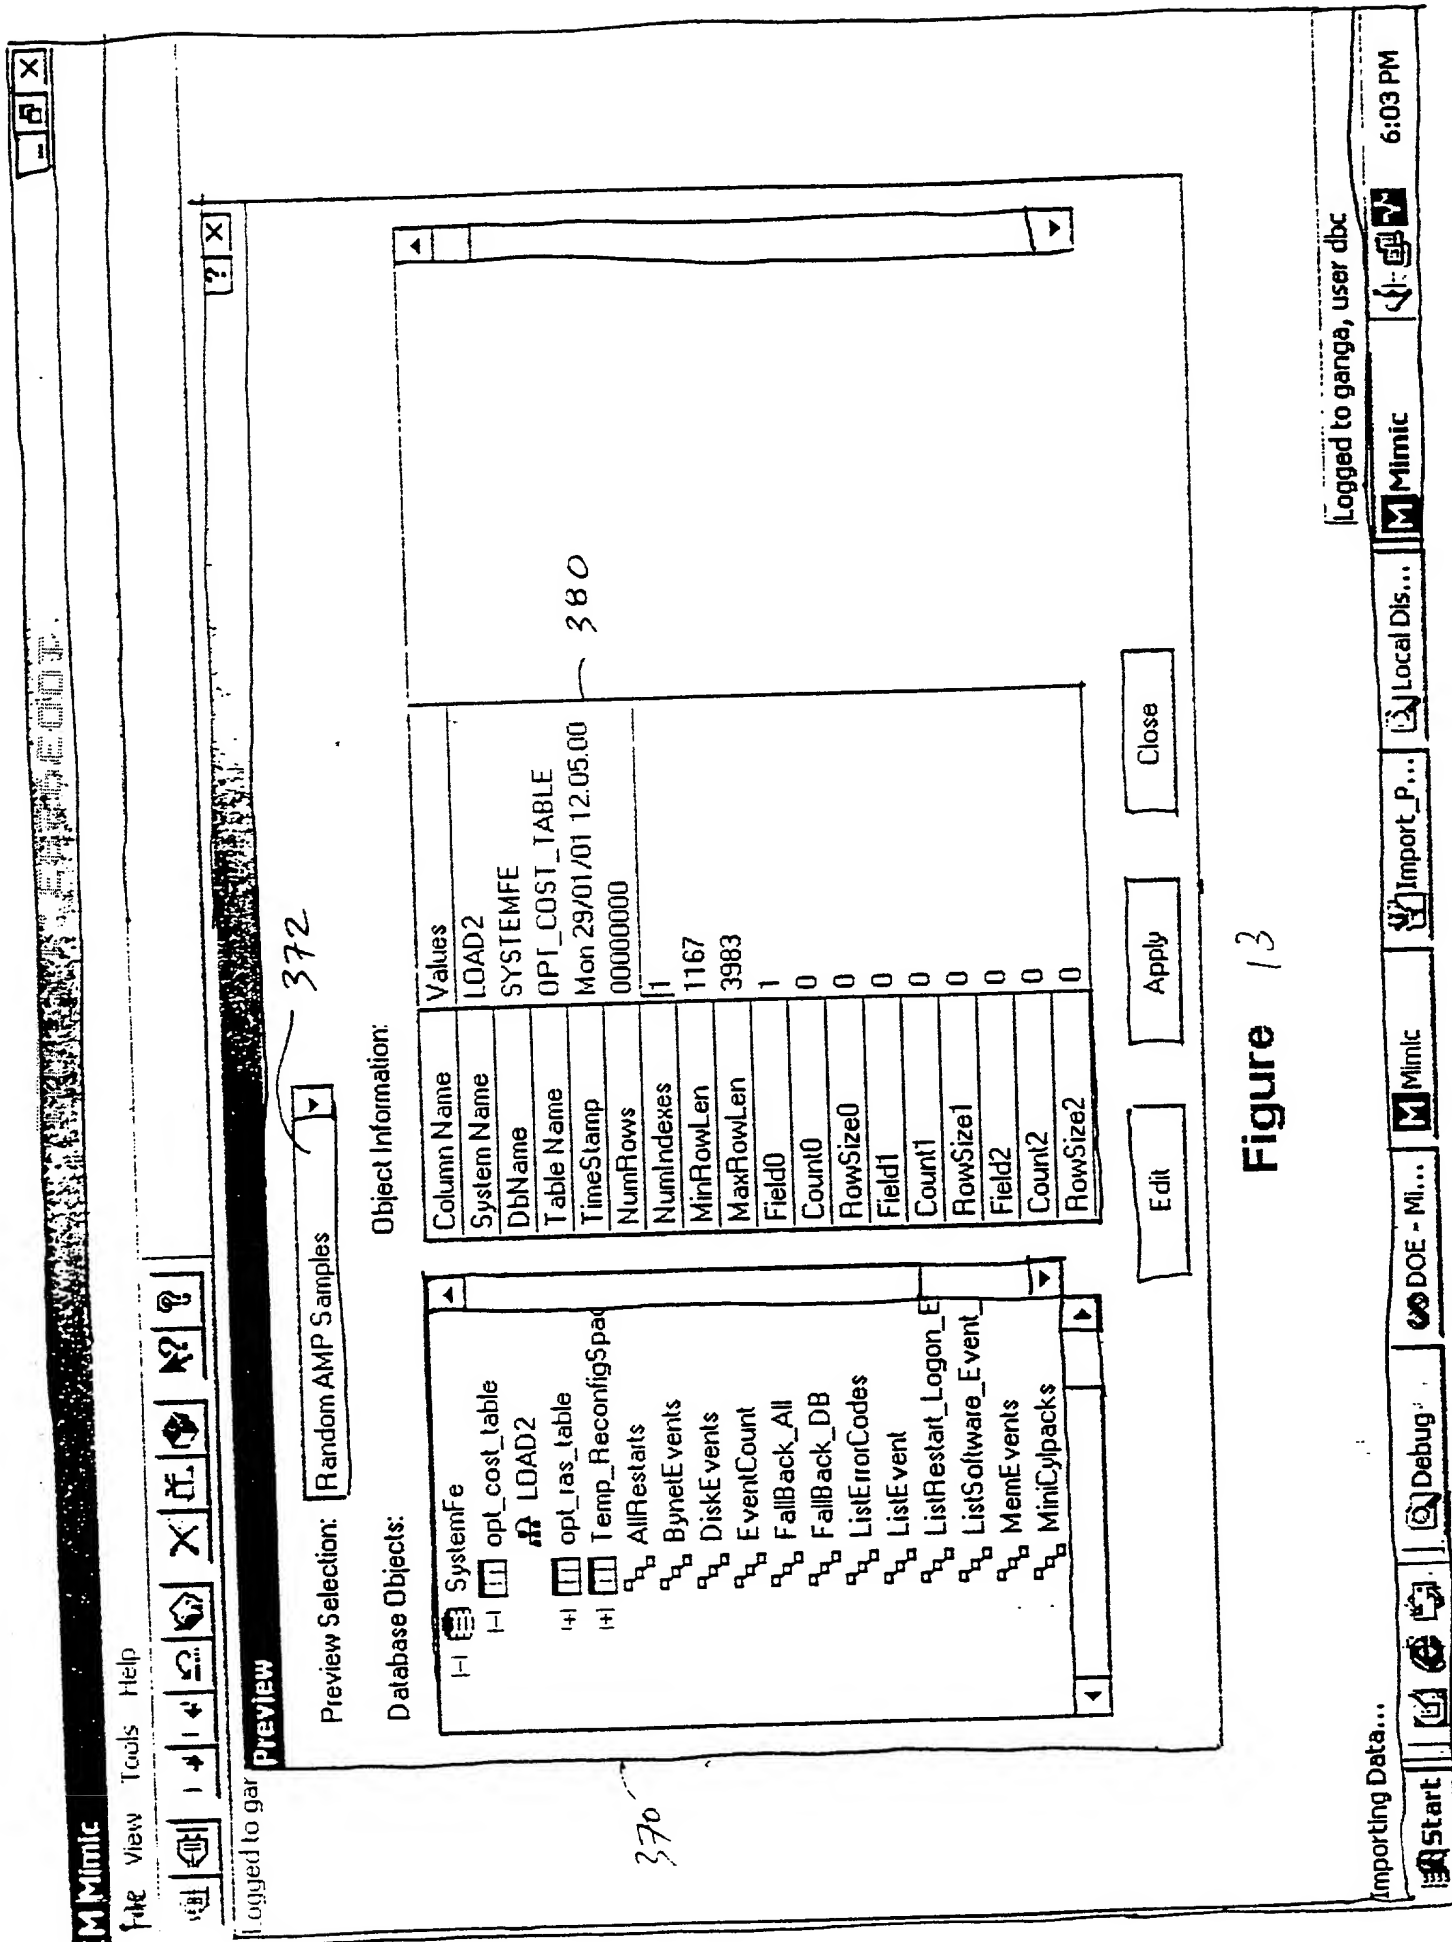 M Mimic
File View Tools Help
Logged to gar
Preview
Preview Selection: Random AMP Samples
372
Database Objects:
Object Information:
SystemFe
opt_cost_table
LOAD2
opt_ras_table
Temp_ReconfigSpac
AllRestarts
BynetEvents
DiskEvents
EventCount
FallBack_All
FallBack_DB
ListErrorCodes
ListEvent
ListRestart_Logon_E
ListSoftware_Event_
MemEvents
MiniCylpacks
Column Name Values
System Name LOAD2
DbName SYSTEMFE
Table Name OPT_COST_TABLE
TimeStamp Mon 29/01/01 12.05.00
NumRows 00000000
NumIndexes 1
MinRowLen 1167
MaxRowLen 3983
Field0 1
Count0 0
RowSize0 0
Field1 0
Count1 0
RowSize1 0
Field2 0
Count2 0
RowSize2 0
380
370
Edit Apply Close
Figure 13
Importing Data...
Logged to ganga, user dbc
Start Debug DOE - Mi... M Mimic Import_P... Local Dis... M Mimic 6:03 PM